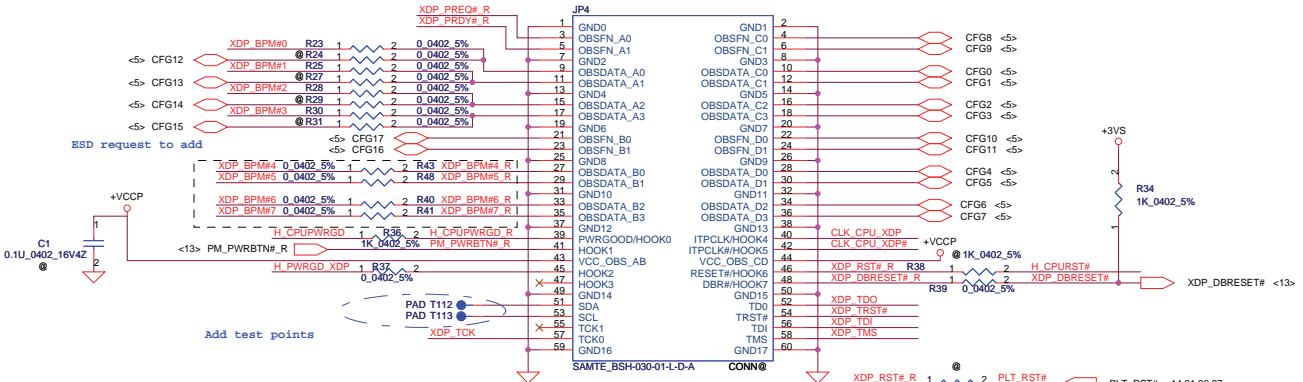 XDP_PREQ#_R
XDP_PRDY#_R
JP4
1 GND0 GND1 2
3 OBSFN_A0 OBSFN_C0 4 CFG8 <5>
5 OBSFN_A1 OBSFN_C1 6 CFG9 <5>
7 GND2 GND3 8
9 OBSDATA_A0 OBSDATA_C0 10 CFG0 <5>
11 OBSDATA_A1 OBSDATA_C1 12 CFG1 <5>
13 GND4 GND5 14
15 OBSDATA_A2 OBSDATA_C2 16 CFG2 <5>
17 OBSDATA_A3 OBSDATA_C3 18 CFG3 <5>
19 GND6 GND7 20
21 OBSFN_B0 OBSFN_D0 22 CFG10 <5>
23 OBSFN_B1 OBSFN_D1 24 CFG11 <5>
25 GND8 GND9 26
27 OBSDATA_B0 OBSDATA_D0 28 CFG4 <5>
29 OBSDATA_B1 OBSDATA_D1 30 CFG5 <5>
31 GND10 GND11 32
33 OBSDATA_B2 OBSDATA_D2 34 CFG6 <5>
35 OBSDATA_B3 OBSDATA_D3 36 CFG7 <5>
37 GND12 GND13 38
39 PWRGOOD/HOOK0 ITPCLK/HOOK4 40 CLK_CPU_XDP
41 HOOK1 ITPCLK#/HOOK5 42 CLK_CPU_XDP#
43 VCC_OBS_AB VCC_OBS_CD 44 +VCCP
45 HOOK2 RESET#/HOOK6 46 XDP_RST#_R R38 1 2 @ 1K_0402_5% H_CPURST#
47 HOOK3 DBR#/HOOK7 48 XDP_DBRESET#_R R39 1 2 0_0402_5% XDP_DBRESET# XDP_DBRESET# <13>
49 GND14 GND15 50
51 SDA TD0 52 XDP_TDO
53 SCL TRST# 54 XDP_TRST#
55 TCK1 TDI 56 XDP_TDI
57 TCK0 TMS 58 XDP_TMS
59 GND16 GND17 60
SAMTE_BSH-030-01-L-D-A CONN@
XDP_BPM#0 R23 1 2 0_0402_5%
<5> CFG12 @ R24 1 2 0_0402_5%
XDP_BPM#1 R25 1 2 0_0402_5%
<5> CFG13 @ R27 1 2 0_0402_5%
XDP_BPM#2 R28 1 2 0_0402_5%
<5> CFG14 @ R29 1 2 0_0402_5%
XDP_BPM#3 R30 1 2 0_0402_5%
<5> CFG15 @ R31 1 2 0_0402_5%
<5> CFG17
<5> CFG16
ESD request to add
XDP_BPM#4 0_0402_5% 1 2 R43 XDP_BPM#4_R
XDP_BPM#5 0_0402_5% 1 2 R48 XDP_BPM#5_R
XDP_BPM#6 0_0402_5% 1 2 R40 XDP_BPM#6_R
XDP_BPM#7 0_0402_5% 1 2 R41 XDP_BPM#7_R
+VCCP
1
C1
0.1U_0402_16V4Z
2
@
H_CPUPWRGD 1 R36 2 H_CPUPWRGD_R
1K_0402_5%
<13> PM_PWRBTN#_R PM_PWRBTN#_R
H_PWRGD_XDP 1 R37 2
0_0402_5%
PAD T112
PAD T113
Add test points
XDP_TCK
+3VS
2
R34
1K_0402_5%
1
@
XDP_RST#_R 1 2 PLT_RST#